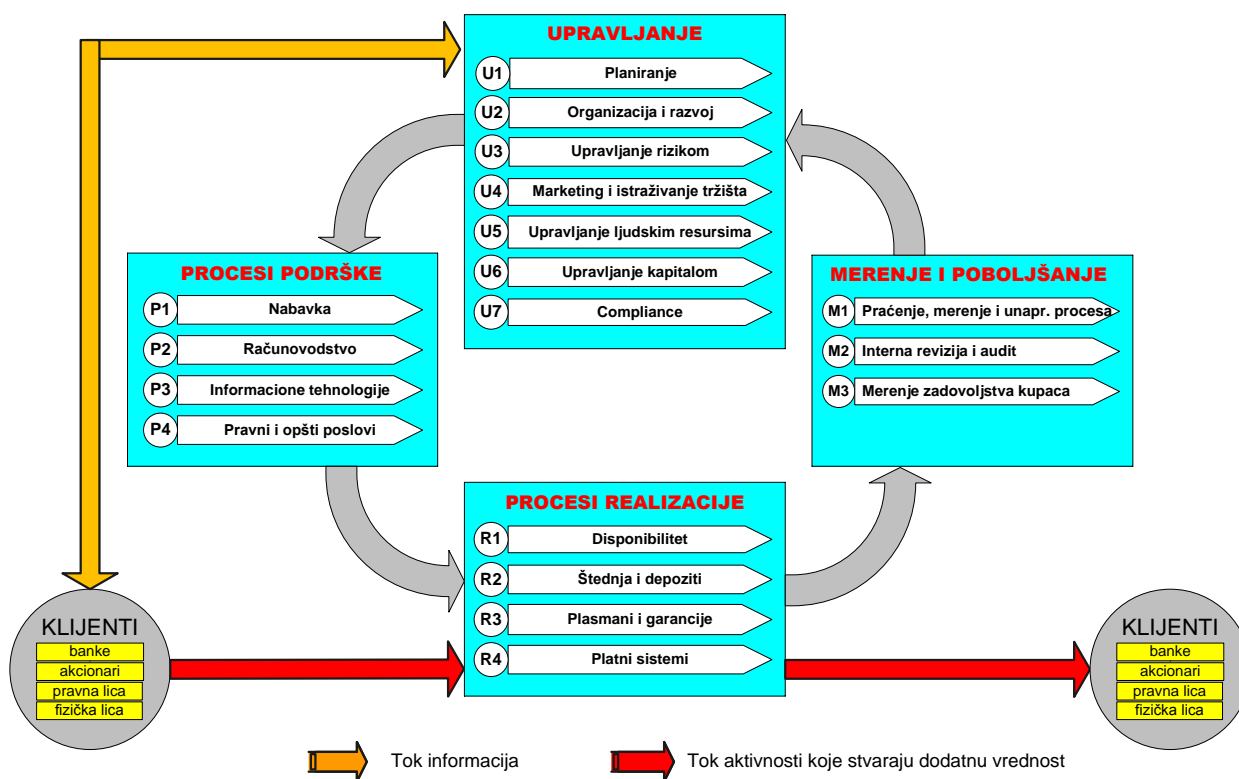 UPRAVLJANJE
U1 Planiranje
U2 Organizacija i razvoj
U3 Upravljanje rizikom
U4 Marketing i istraživanje tržišta
U5 Upravljanje ljudskim resursima
U6 Upravljanje kapitalom
U7 Compliance
PROCESI PODRŠKE
P1 Nabavka
P2 Računovodstvo
P3 Informacione tehnologije
P4 Pravni i opšti poslovi
MERENJE I POBOLJŠANJE
M1 Praćenje, merenje i unapr. procesa
M2 Interna revizija i audit
M3 Merenje zadovoljstva kupaca
PROCESI REALIZACIJE
R1 Disponibilitet
R2 Štednja i depoziti
R3 Plasmani i garancije
R4 Platni sistemi
KLIJENTI
banke
akcionari
pravna lica
fizička lica
KLIJENTI
banke
akcionari
pravna lica
fizička lica
Tok informacija
Tok aktivnosti koje stvaraju dodatnu vrednost